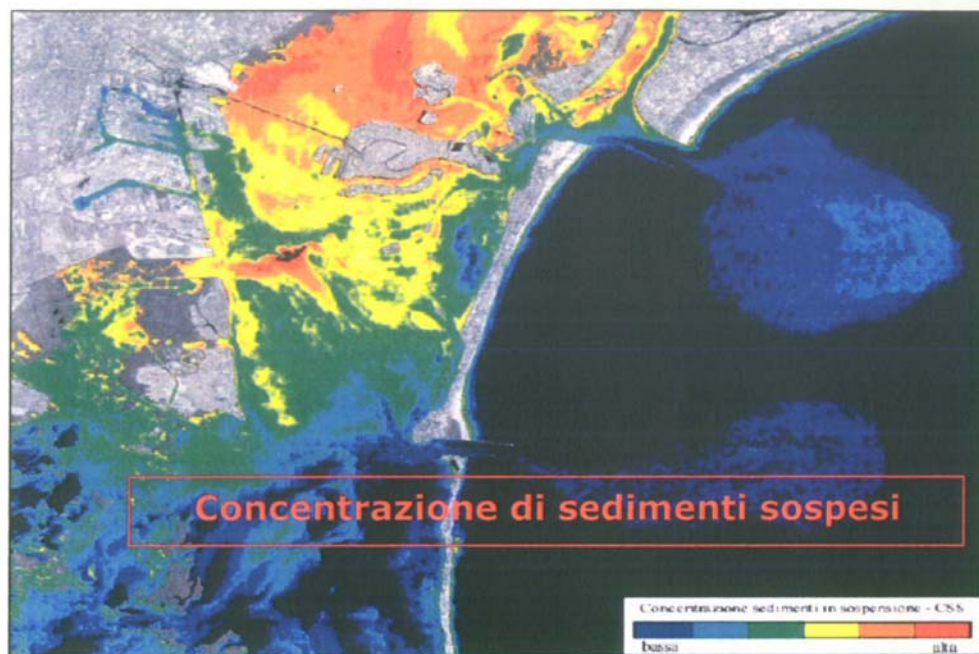 Concentrazione di sedimenti sospesi
Concentrazione sedimenti in sospensione - CSS
bassa alta